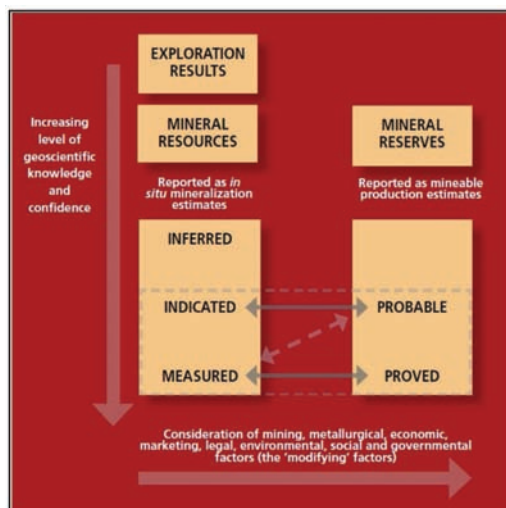 EXPLORATION
RESULTS
Increasing
level of
geoscientific
knowledge
and
confidence
MINERAL
RESOURCES
MINERAL
RESERVES
Reported as in
situ mineralization
estimates
Reported as mineable
production estimates
INFERRED
INDICATED
PROBABLE
MEASURED
PROVED
Consideration of mining, metallurgical, economic,
marketing, legal, environmental, social and governmental
factors (the 'modifying' factors)